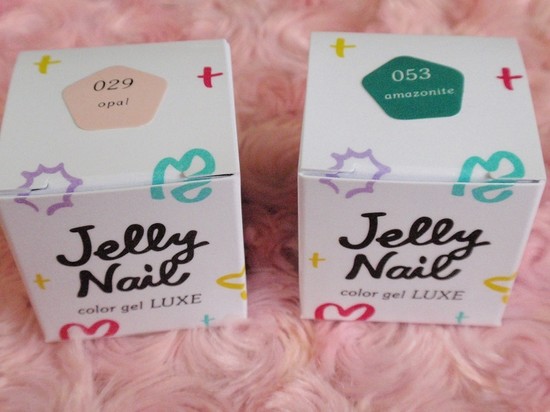 029
opal
Jelly
Nail
color gel LUXE
053
amazonite
Jelly
Nail
color gel LUXE